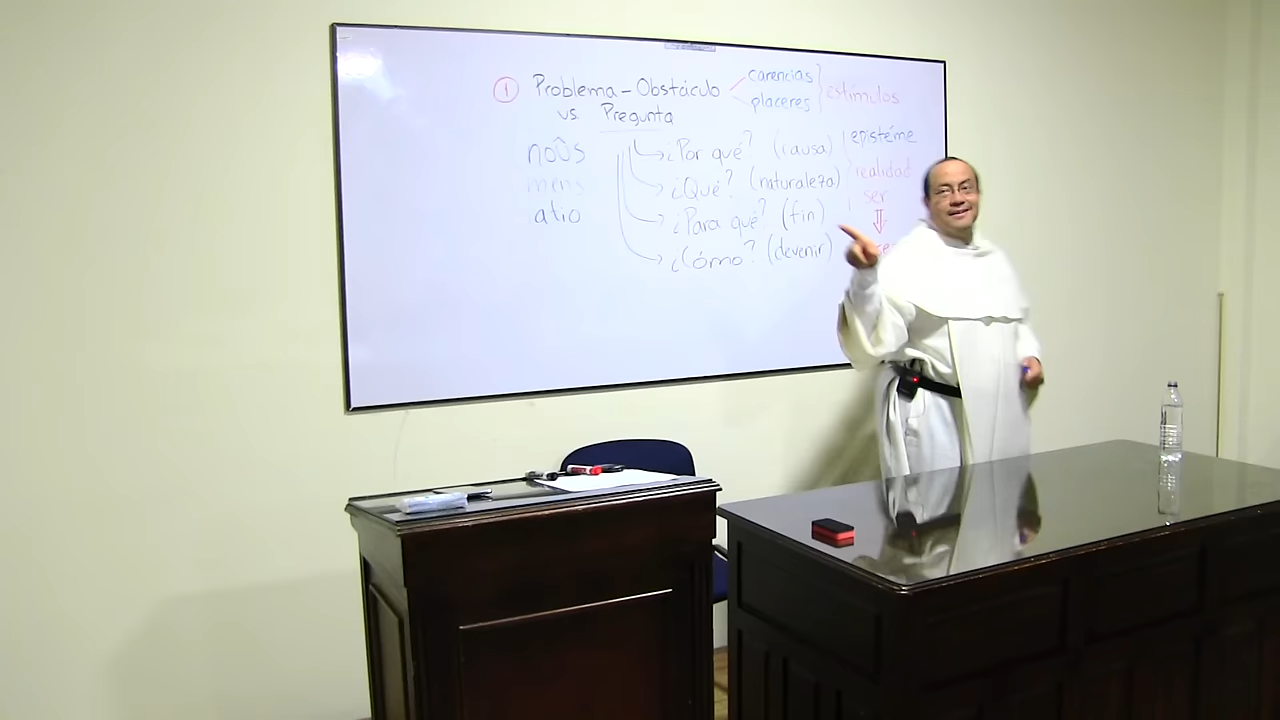 ① Problema - Obstáculo carencias
placeres estímulos
vs. Pregunta
noûs ¿Por qué? (causa) epistéme
mens ¿Qué? (naturaleza) realidad
atio ¿Para qué? (fin) ser
¿Cómo? (devenir)